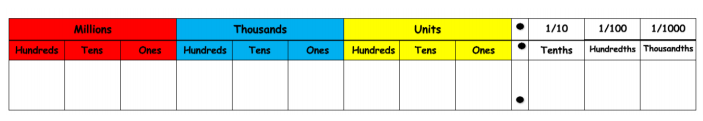 Millions Thousands Units 1/10 1/100 1/1000
Hundreds Tens Ones Hundreds Tens Ones Hundreds Tens Ones Tenths Hundredths Thousandths